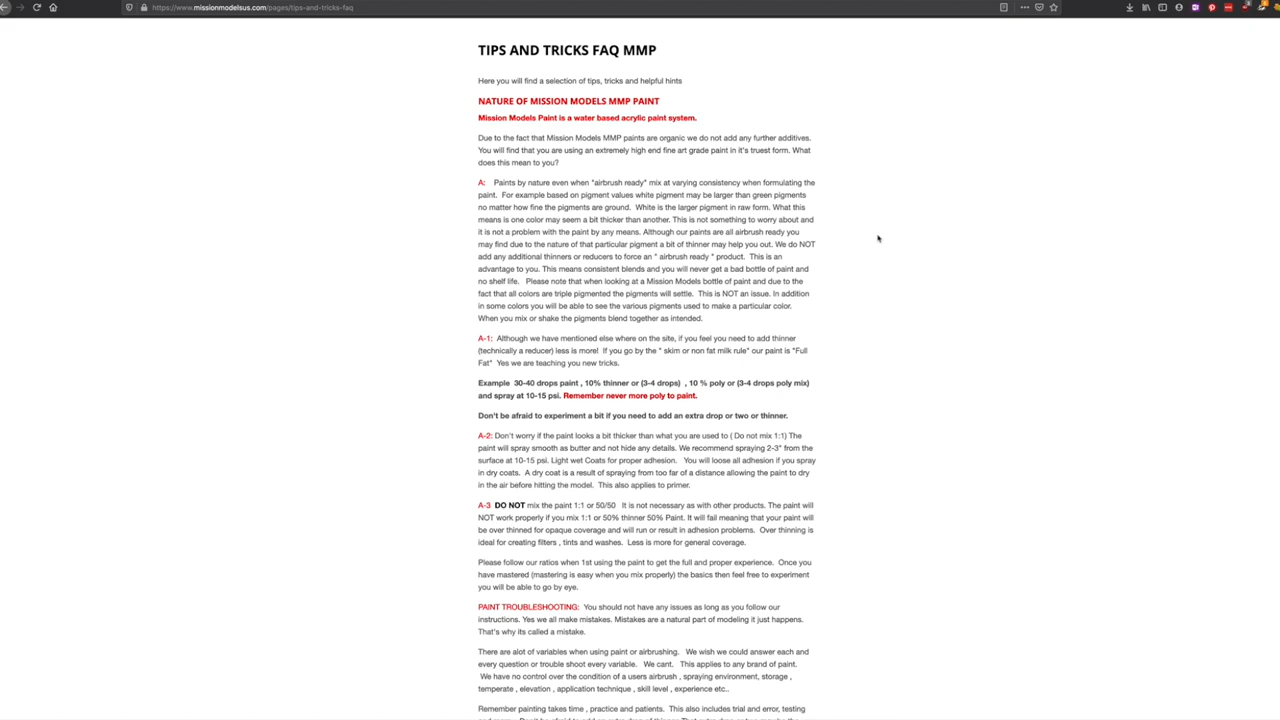 https://www.missionmodelsus.com/pages/tips-and-tricks-faq
TIPS AND TRICKS FAQ MMP
Here you will find a selection of tips, tricks and helpful hints
NATURE OF MISSION MODELS MMP PAINT
Mission Models Paint is a water based acrylic paint system.
Due to the fact that Mission Models MMP paints are organic we do not add any further additives.
You will find that you are using an extremely high end fine art grade paint in it's truest form. What
does this mean to you?
A: Paints by nature even when "airbrush ready" mix at varying consistency when formulating the
paint. For example based on pigment values white pigment may be larger than green pigments
no matter how fine the pigments are ground. White is the larger pigment in raw form. What this
means is one color may seem a bit thicker than another. This is not something to worry about and
it is not a problem with the paint by any means. Although our paints are all airbrush ready you
may find due to the nature of that particular pigment a bit of thinner may help you out. We do NOT
add any additional thinners or reducers to force an " airbrush ready " product. This is an
advantage to you. This means consistent blends and you will never get a bad bottle of paint and
no shelf life. Please note that when looking at a Mission Models bottle of paint and due to the
fact that all colors are triple pigmented the pigments will settle. This is NOT an issue. In addition
in some colors you will be able to see the various pigments used to make a particular color.
When you mix or shake the pigments blend together as intended.
A-1: Although we have mentioned else where on the site, if you feel you need to add thinner
(technically a reducer) less is more! If you go by the " skim or non fat milk rule" our paint is "Full
Fat" Yes we are teaching you new tricks.
Example 30-40 drops paint , 10% thinner or (3-4 drops) , 10 % poly or (3-4 drops poly mix)
and spray at 10-15 psi. Remember never more poly to paint.
Don't be afraid to experiment a bit if you need to add an extra drop or two or thinner.
A-2: Don't worry if the paint looks a bit thicker than what you are used to ( Do not mix 1:1) The
paint will spray smooth as butter and not hide any details. We recommend spraying 2-3" from the
surface at 10-15 psi. Light wet Coats for proper adhesion. You will loose all adhesion if you spray
in dry coats. A dry coat is a result of spraying from too far of a distance allowing the paint to dry
in the air before hitting the model. This also applies to primer.
A-3 DO NOT mix the paint 1:1 or 50/50 It is not necessary as with other products. The paint will
NOT work properly if you mix 1:1 or 50% thinner 50% Paint. It will fail meaning that your paint will
be over thinned for opaque coverage and will run or result in adhesion problems. Over thinning is
ideal for creating filters , tints and washes. Less is more for general coverage.
Please follow our ratios when 1st using the paint to get the full and proper experience. Once you
have mastered (mastering is easy when you mix properly) the basics then feel free to experiment
you will be able to go by eye.
PAINT TROUBLESHOOTING: You should not have any issues as long as you follow our
instructions. Yes we all make mistakes. Mistakes are a natural part of modeling it just happens.
That's why its called a mistake.
There are alot of variables when using paint or airbrushing. We wish we could answer each and
every question or trouble shoot every variable. We cant. This applies to any brand of paint.
We have no control over the condition of a users airbrush , spraying environment, storage ,
temperate , elevation , application technique , skill level , experience etc..
Remember painting takes time , practice and patients. This also includes trial and error, testing